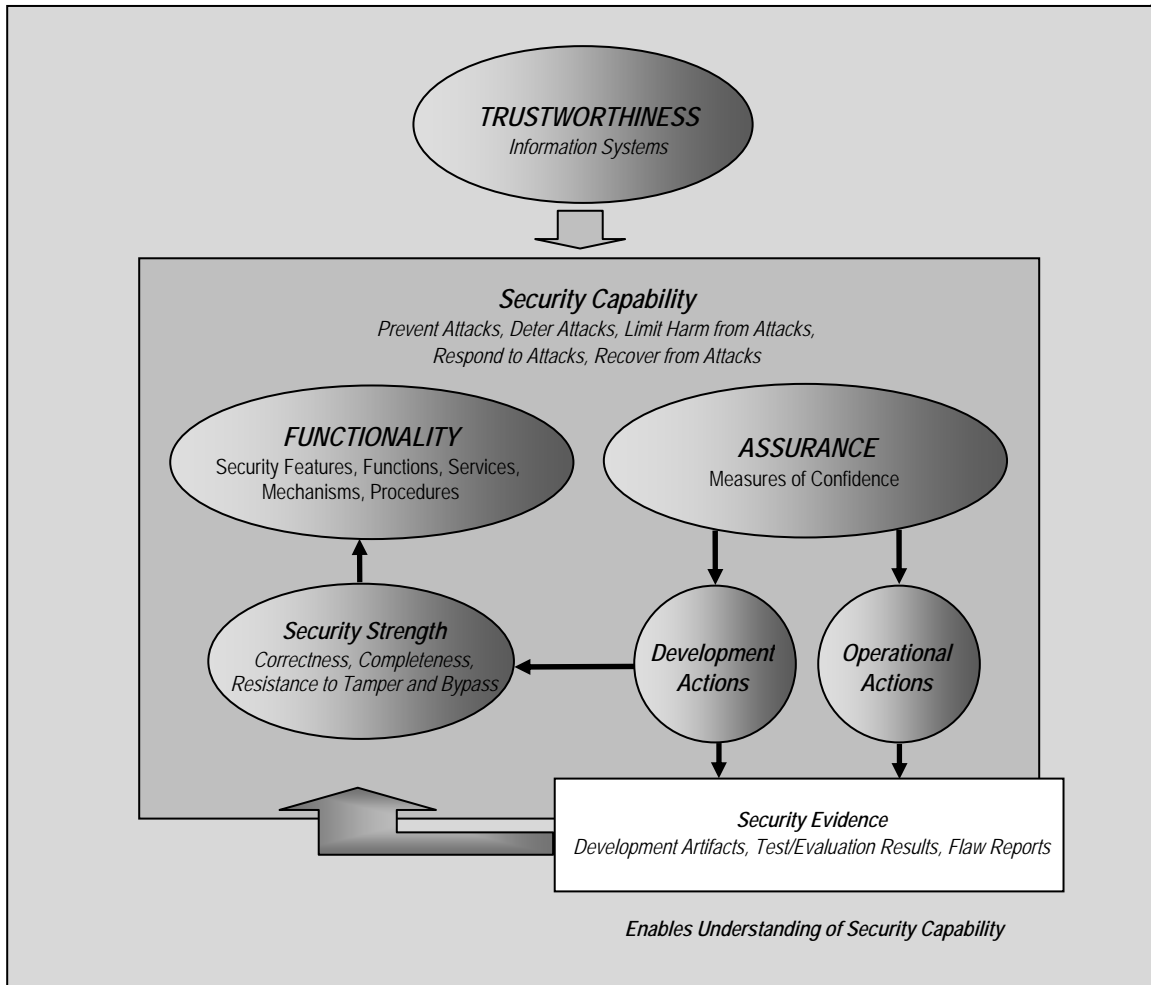 TRUSTWORTHINESS
Information Systems
Security Capability
Prevent Attacks, Deter Attacks, Limit Harm from Attacks,
Respond to Attacks, Recover from Attacks
FUNCTIONALITY
Security Features, Functions, Services,
Mechanisms, Procedures
ASSURANCE
Measures of Confidence
Security Strength
Correctness, Completeness,
Resistance to Tamper and Bypass
Development
Actions
Operational
Actions
Security Evidence
Development Artifacts, Test/Evaluation Results, Flaw Reports
Enables Understanding of Security Capability